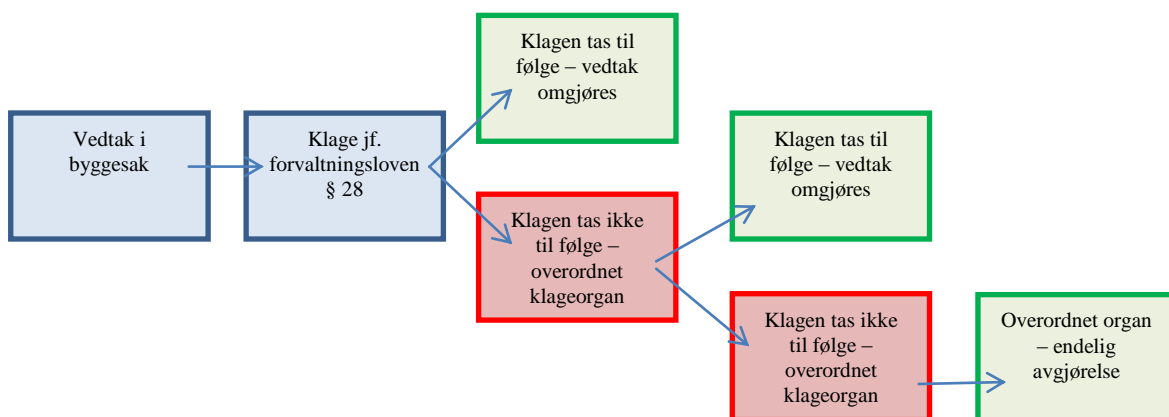 Vedtak i
byggesak
Klage jf.
forvaltningsloven
§ 28
Klagen tas til
følge – vedtak
omgjøres
Klagen tas ikke
til følge –
overordnet
klageorgan
Klagen tas til
følge – vedtak
omgjøres
Klagen tas ikke
til følge –
overordnet
klageorgan
Overordnet organ
– endelig
avgjørelse